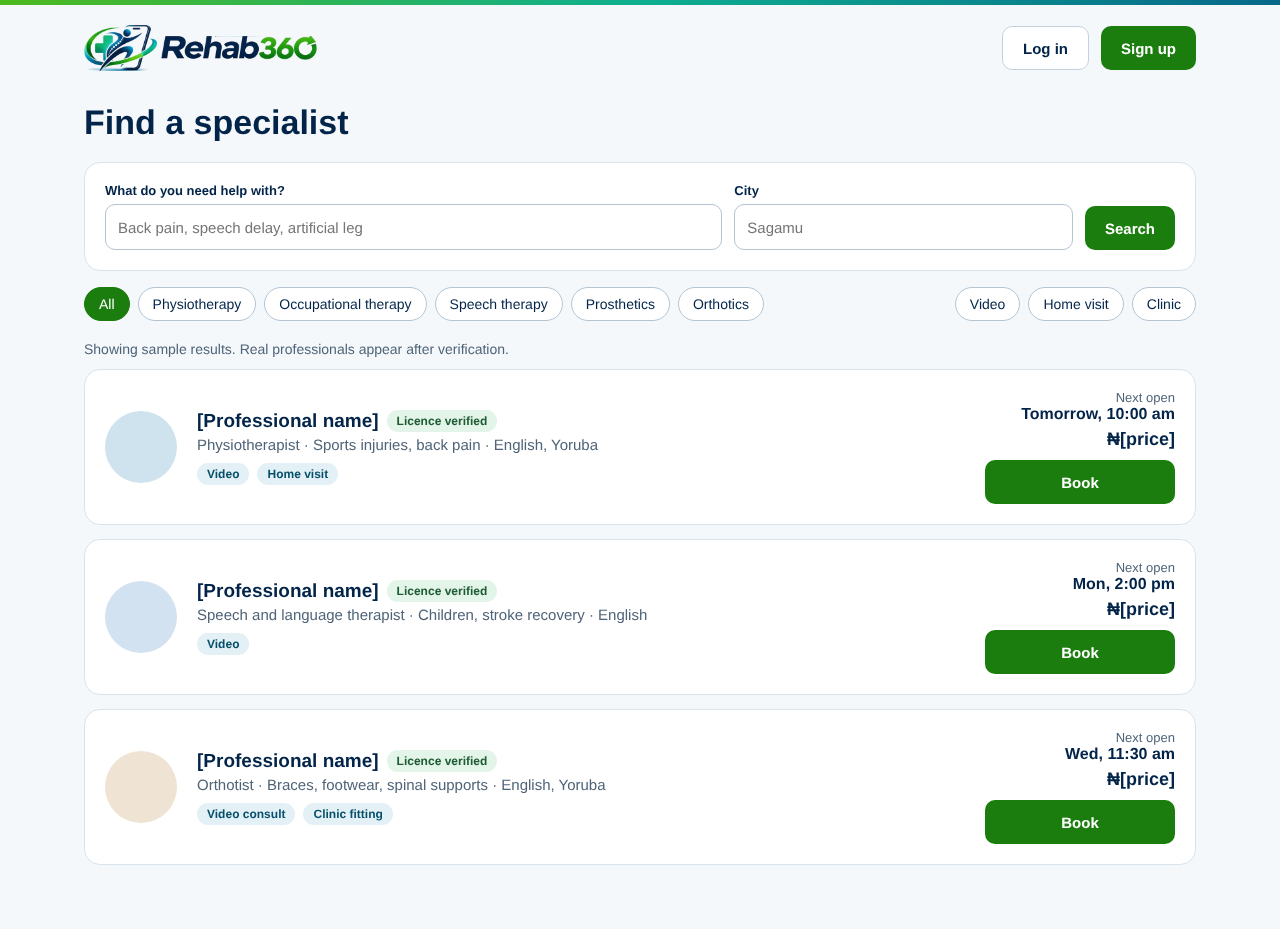 Rehab360
Log in
Sign up
Find a specialist
What do you need help with?
City
Back pain, speech delay, artificial leg
Sagamu
Search
All
Physiotherapy
Occupational therapy
Speech therapy
Prosthetics
Orthotics
Video
Home visit
Clinic
Showing sample results. Real professionals appear after verification.
[Professional name]
Licence verified
Physiotherapist · Sports injuries, back pain · English, Yoruba
Video
Home visit
Next open
Tomorrow, 10:00 am
₦[price]
Book
[Professional name]
Licence verified
Speech and language therapist · Children, stroke recovery · English
Video
Next open
Mon, 2:00 pm
₦[price]
Book
[Professional name]
Licence verified
Orthotist · Braces, footwear, spinal supports · English, Yoruba
Video consult
Clinic fitting
Next open
Wed, 11:30 am
₦[price]
Book